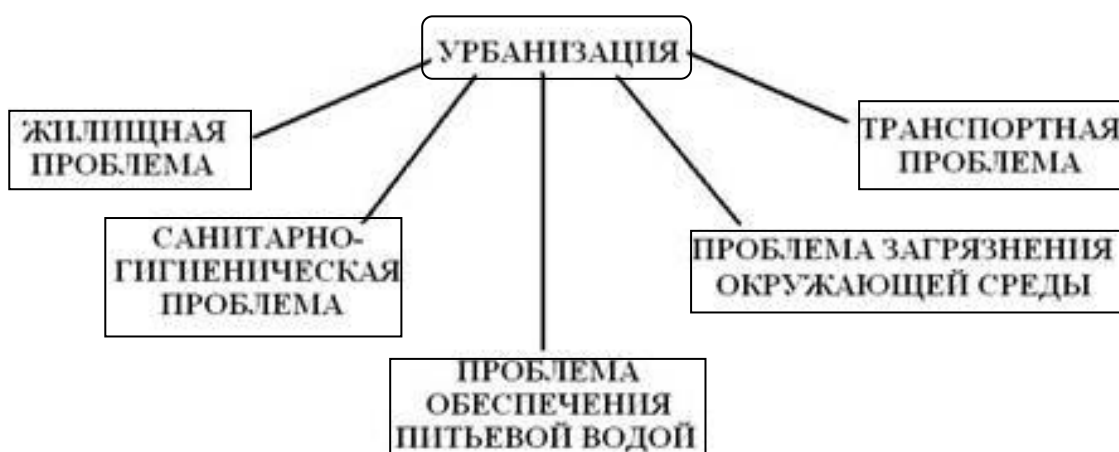 УРБАНИЗАЦИЯ
ЖИЛИЩНАЯ
ПРОБЛЕМА
ТРАНСПОРТНАЯ
ПРОБЛЕМА
САНИТАРНО-
ГИГИЕНИЧЕСКАЯ
ПРОБЛЕМА
ПРОБЛЕМА ЗАГРЯЗНЕНИЯ
ОКРУЖАЮЩЕЙ СРЕДЫ
ПРОБЛЕМА
ОБЕСПЕЧЕНИЯ
ПИТЬЕВОЙ ВОДОЙ